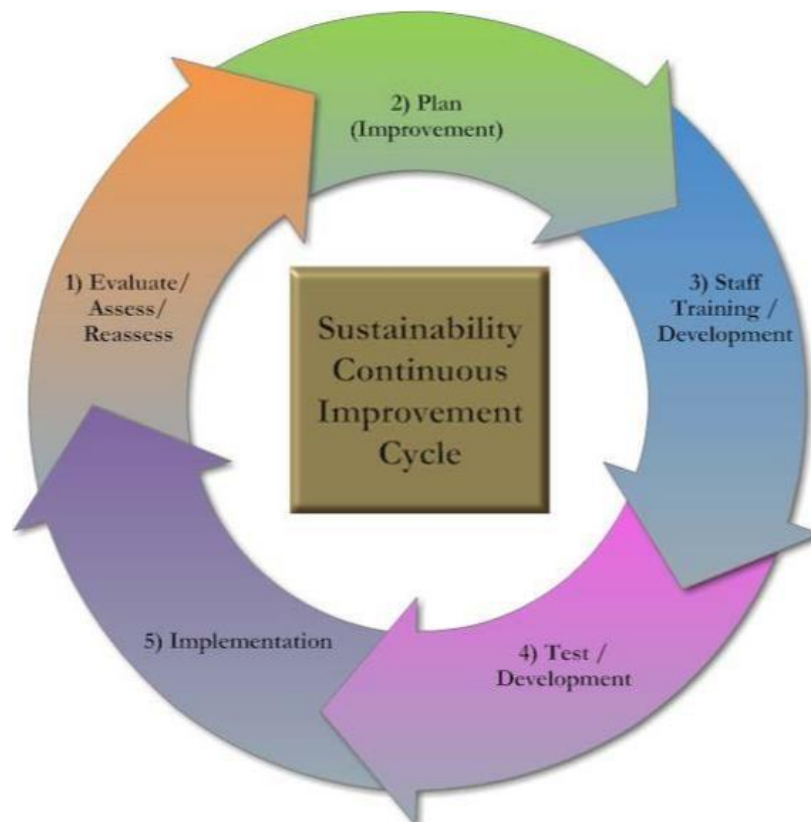 1) Evaluate/
Assess/
Reassess
2) Plan
(Improvement)
3) Staff
Training /
Development
4) Test /
Development
5) Implementation
Sustainability
Continuous
Improvement
Cycle